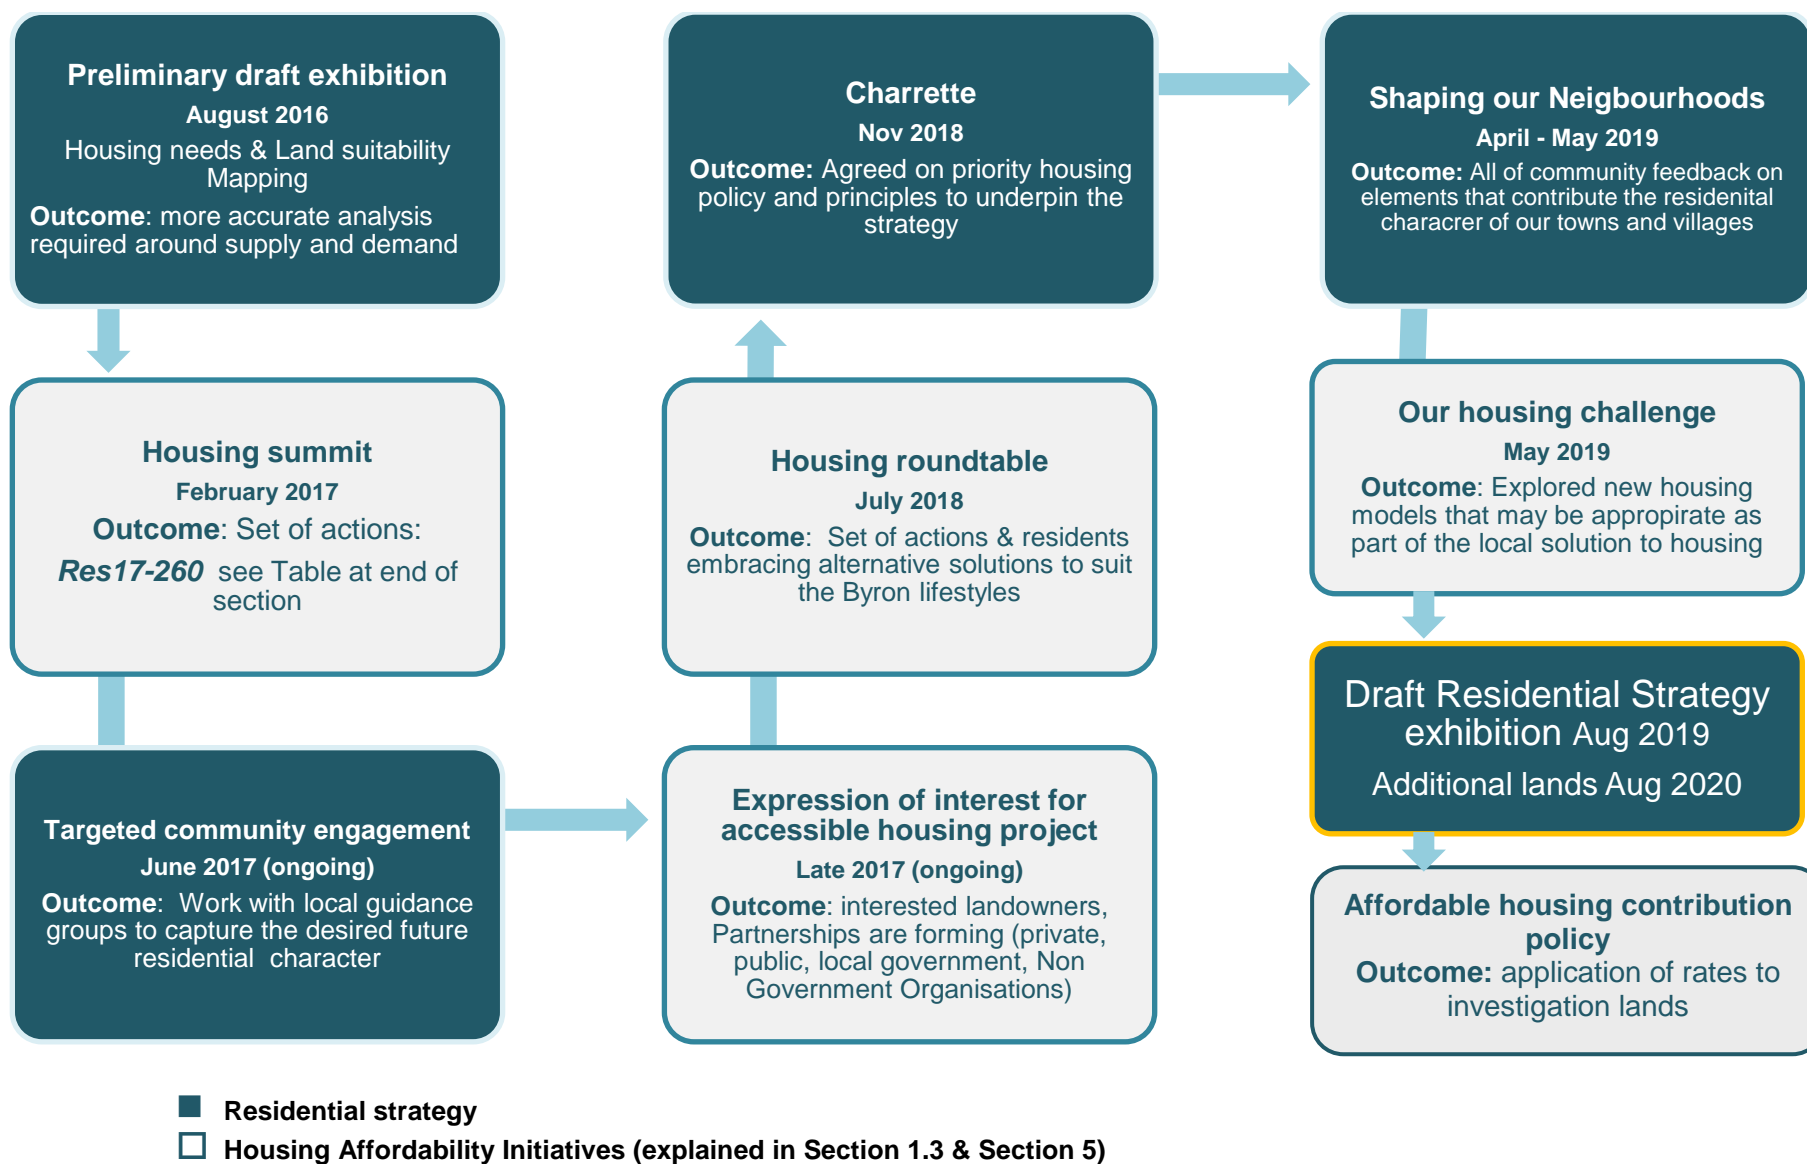 Preliminary draft exhibition
August 2016
Housing needs & Land suitability
Mapping
Outcome: more accurate analysis
required around supply and demand
Housing summit
February 2017
Outcome: Set of actions:
Res17-260 see Table at end of
section
Targeted community engagement
June 2017 (ongoing)
Outcome: Work with local guidance
groups to capture the desired future
residential character
Expression of interest for
accessible housing project
Late 2017 (ongoing)
Outcome: interested landowners,
Partnerships are forming (private,
public, local government, Non
Government Organisations)
Housing roundtable
July 2018
Outcome: Set of actions & residents
embracing alternative solutions to suit
the Byron lifestyles
Charrette
Nov 2018
Outcome: Agreed on priority housing
policy and principles to underpin the
strategy
Shaping our Neigbourhoods
April - May 2019
Outcome: All of community feedback on
elements that contribute the residenital
characrer of our towns and villages
Our housing challenge
May 2019
Outcome: Explored new housing
models that may be appropirate as
part of the local solution to housing
Draft Residential Strategy
exhibition Aug 2019
Additional lands Aug 2020
Affordable housing contribution
policy
Outcome: application of rates to
investigation lands
Residential strategy
Housing Affordability Initiatives (explained in Section 1.3 & Section 5)